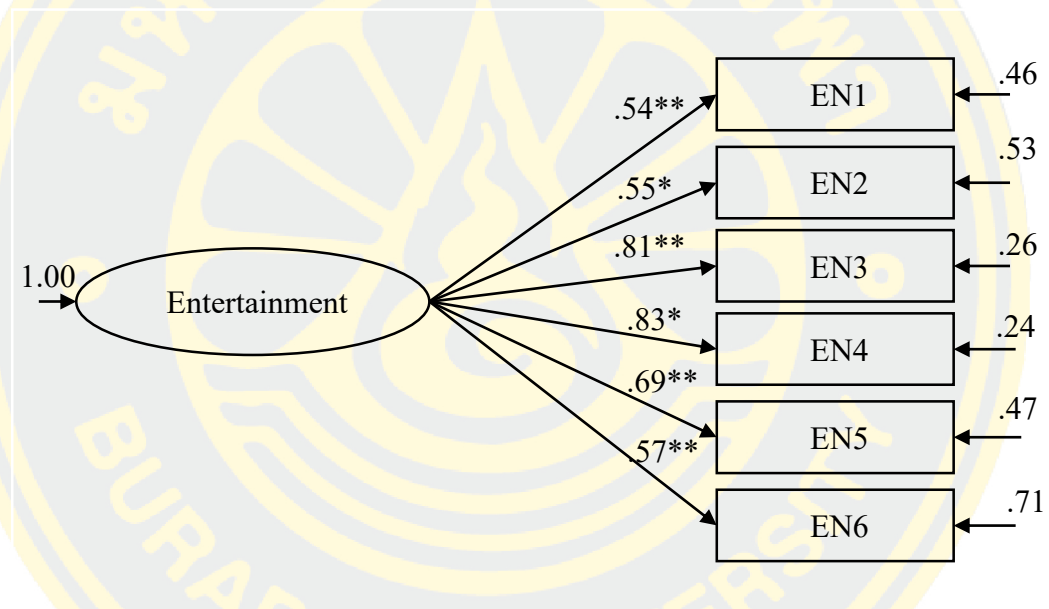 .46
.54**
EN1
.53
.55*
EN2
.81**
.26
EN3
1.00
Entertainment
.83*
.24
EN4
.69**
.47
EN5
.57**
.71
EN6